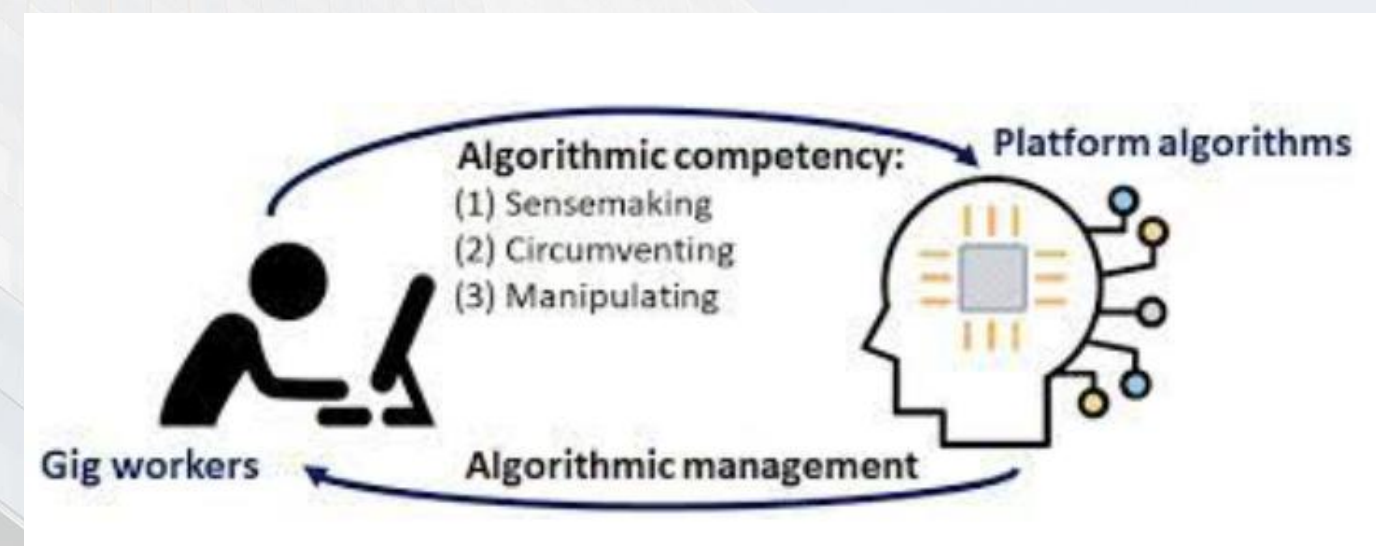 Algorithmic competency:
(1) Sensemaking
(2) Circumventing
(3) Manipulating
Platform algorithms
Gig workers
Algorithmic management